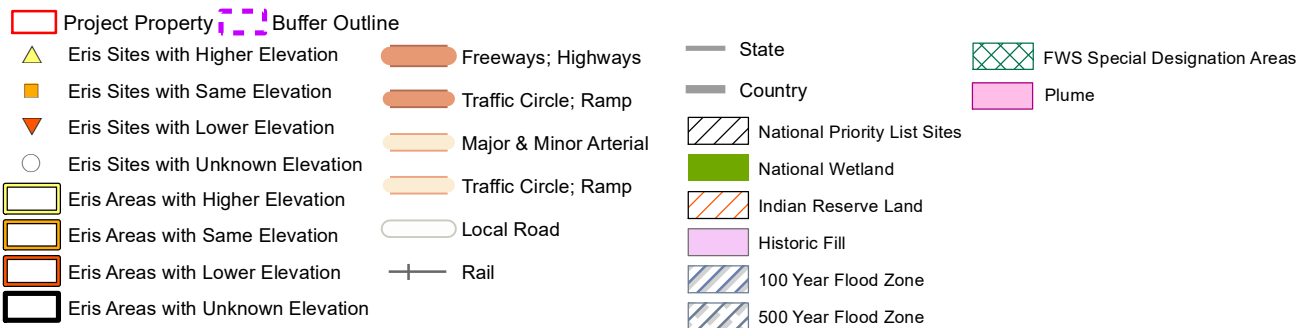 Project Property
Buffer Outline
Eris Sites with Higher Elevation
Eris Sites with Same Elevation
Eris Sites with Lower Elevation
Eris Sites with Unknown Elevation
Eris Areas with Higher Elevation
Eris Areas with Same Elevation
Eris Areas with Lower Elevation
Eris Areas with Unknown Elevation
Freeways; Highways
Traffic Circle; Ramp
Major & Minor Arterial
Traffic Circle; Ramp
Local Road
Rail
State
Country
National Priority List Sites
National Wetland
Indian Reserve Land
Historic Fill
100 Year Flood Zone
500 Year Flood Zone
FWS Special Designation Areas
Plume